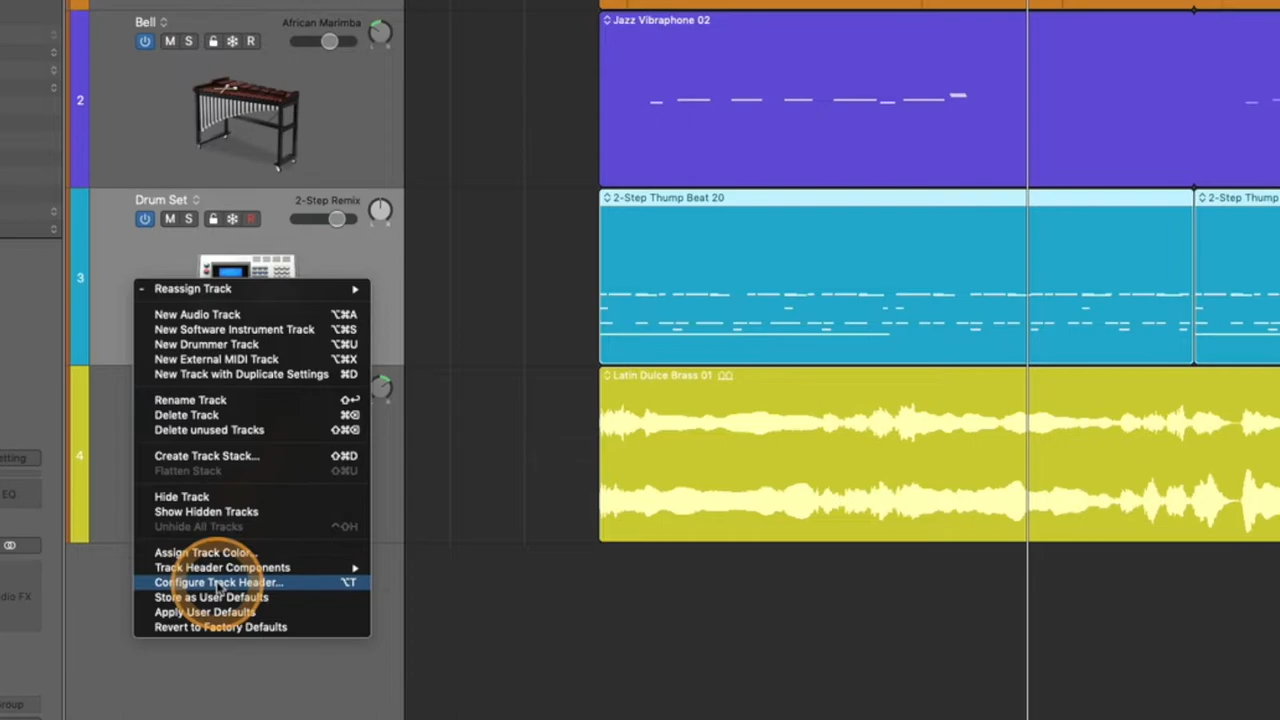 Bell
African Marimba
M S R
2
Jazz Vibraphone 02
Drum Set
2-Step Remix
M S R
3
2-Step Thump Beat 20
2-Step Thump
Reassign Track
New Audio Track ⌥⌘A
New Software Instrument Track ⌥⌘S
New Drummer Track ⌥⌘U
New External MIDI Track ⌥⌘X
New Track with Duplicate Settings ⌘D
Rename Track ⇧↩
Delete Track ⌘⌫
Delete unused Tracks ⇧⌘⌫
Create Track Stack... ⇧⌘D
Flatten Stack ⇧⌘U
Hide Track
Show Hidden Tracks
Unhide All Tracks ⌃⇧H
Assign Track Color...
Track Header Components
Configure Track Header... ⌥T
Store as User Defaults
Apply User Defaults
Revert to Factory Defaults
4
Latin Dulce Brass 01
etting
EQ
dio FX
roup